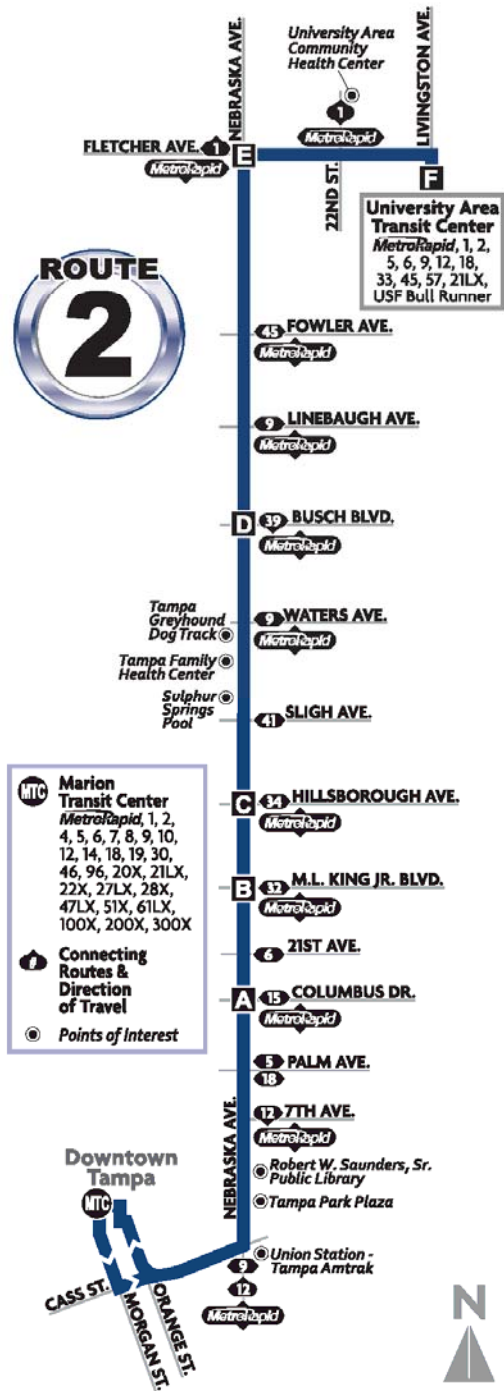 NEBRASKA AVE.
University Area
Community
Health Center
LIVINGSTON AVE.
1
MetroRapid
FLETCHER AVE.
1
MetroRapid
E
22ND ST.
F
University Area
Transit Center
MetroRapid, 1, 2,
5, 6, 9, 12, 18,
33, 45, 57, 21LX,
USF Bull Runner
ROUTE
2
45 FOWLER AVE.
MetroRapid
9 LINEBAUGH AVE.
MetroRapid
D 39 BUSCH BLVD.
MetroRapid
Tampa
Greyhound
Dog Track
9 WATERS AVE.
MetroRapid
Tampa Family
Health Center
Sulphur
Springs
Pool
41 SLIGH AVE.
C 34 HILLSBOROUGH AVE.
MetroRapid
B 32 M.L. KING JR. BLVD.
MetroRapid
6 21ST AVE.
A 15 COLUMBUS DR.
MetroRapid
5 PALM AVE.
18
12 7TH AVE.
MetroRapid
NEBRASKA AVE.
Robert W. Saunders, Sr.
Public Library
Tampa Park Plaza
Union Station -
Tampa Amtrak
9
12
MetroRapid
MTC Marion
Transit Center
MetroRapid, 1, 2,
4, 5, 6, 7, 8, 9, 10,
12, 14, 18, 19, 30,
46, 96, 20X, 21LX,
22X, 27LX, 28X,
47LX, 51X, 61LX,
100X, 200X, 300X
# Connecting
Routes &
Direction
of Travel
Points of Interest
Downtown
Tampa
MTC
CASS ST.
MORGAN ST.
ORANGE ST.
N